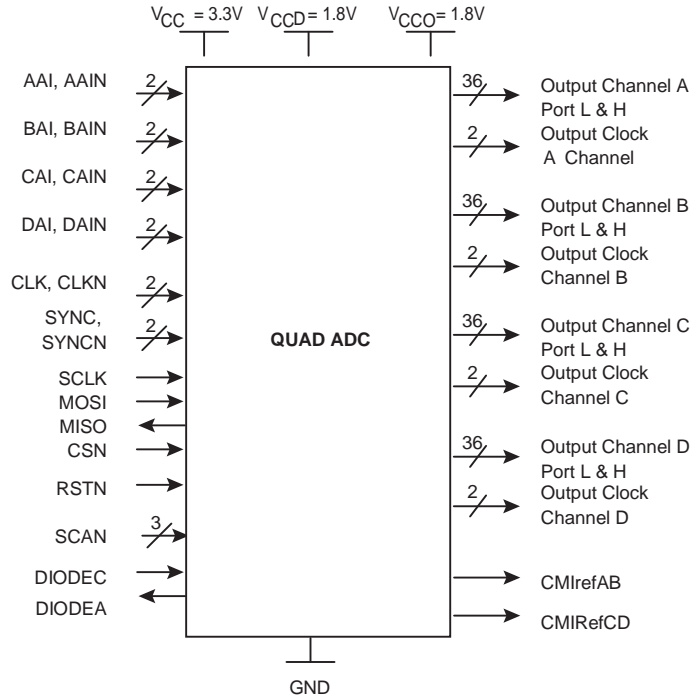 VCC = 3.3V VCCD= 1.8V VCCO= 1.8V
AAI, AAIN 2
BAI, BAIN 2
CAI, CAIN 2
DAI, DAIN 2
CLK, CLKN 2
SYNC,
SYNCN 2
SCLK
MOSI
MISO
CSN
RSTN
SCAN 3
DIODEC
DIODEA
QUAD ADC
36 Output Channel A
Port L & H
2 Output Clock
A Channel
36 Output Channel B
Port L & H
2 Output Clock
Channel B
36 Output Channel C
Port L & H
2 Output Clock
Channel C
36 Output Channel D
Port L & H
2 Output Clock
Channel D
CMIrefAB
CMIRefCD
GND